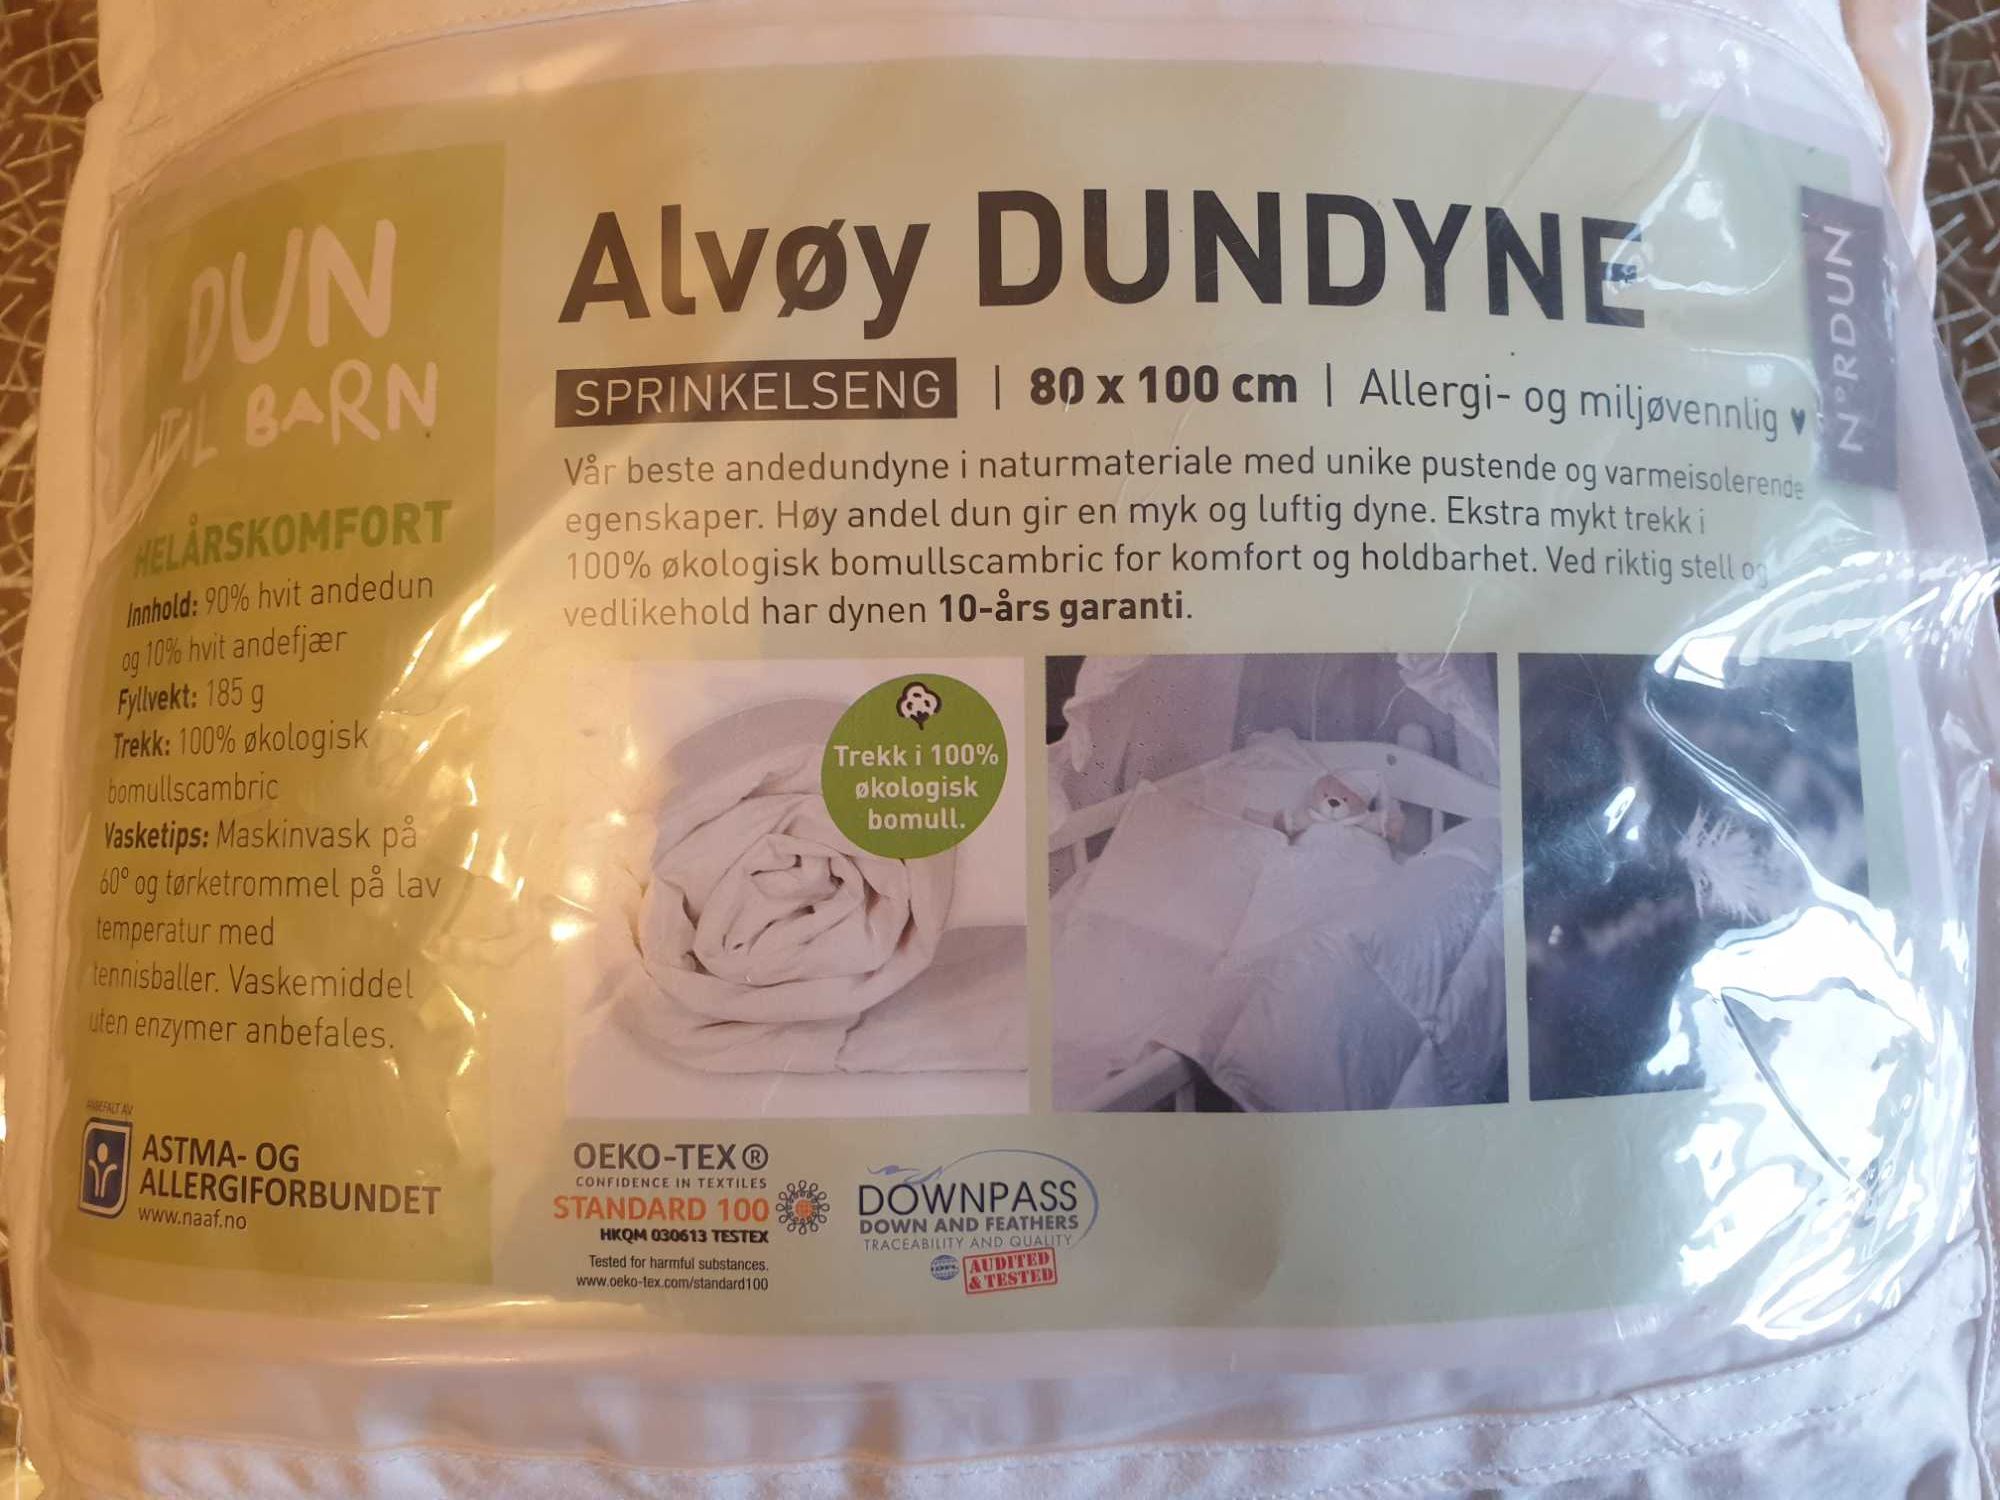 DUN
TIL BARN
HELÅRSKOMFORT
Innhold: 90% hvit andedun
og 10% hvit andefjær
Fyllvekt: 185 g
Trekk: 100% økologisk
bomullscambric
Vasketips: Maskinvask på
60° og tørketrommel på lav
temperatur med
tennisballer. Vaskemiddel
uten enzymer anbefales.
ANBEFALT AV
ASTMA- OG
ALLERGIFORBUNDET
www.naaf.no
Alvøy DUNDYNE
SPRINKELSENG | 80 x 100 cm | Allergi- og miljøvennlig ♥
Vår beste andedundyne i naturmateriale med unike pustende og varmeisolerende
egenskaper. Høy andel dun gir en myk og luftig dyne. Ekstra mykt trekk i
100% økologisk bomullscambric for komfort og holdbarhet. Ved riktig stell og
vedlikehold har dynen 10-års garanti.
Trekk i 100%
økologisk
bomull.
OEKO-TEX®
CONFIDENCE IN TEXTILES
STANDARD 100
HKQM 030613 TESTEX
Tested for harmful substances.
www.oeko-tex.com/standard100
DOWNPASS
DOWN AND FEATHERS
TRACEABILITY AND QUALITY
IDFL
AUDITED
& TESTED
N°RDUN